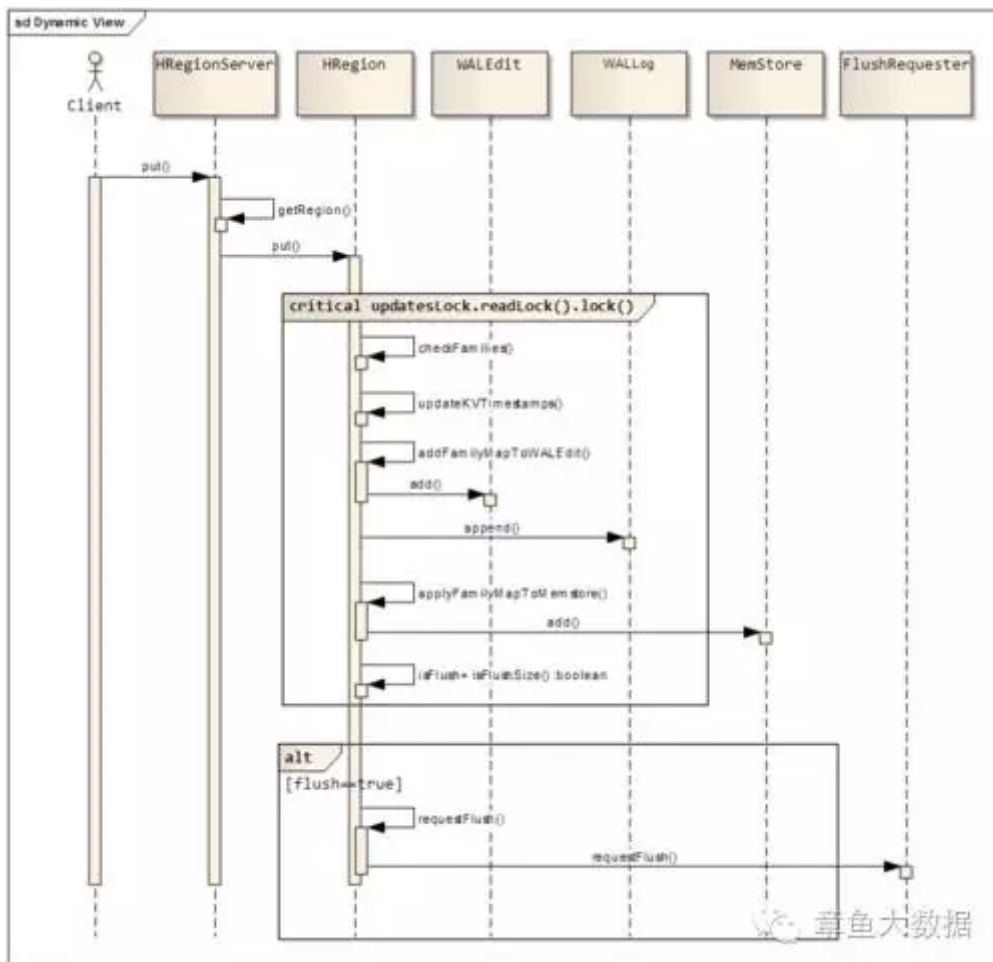 sd Dynamic View
Client
HRegionServer
HRegion
WALEdit
WALLog
MemStore
FlushRequester
put()
getRegion()
put()
critical updatesLock.readLock().lock()
checkFamilies()
updateKVTimestamps()
addFamilyMapToWALEdit()
add()
append()
applyFamilyMapToMemstore()
add()
isFlush= isFlushSize() :boolean
alt
[flush==true]
requestFlush()
requestFlush()
章鱼大数据